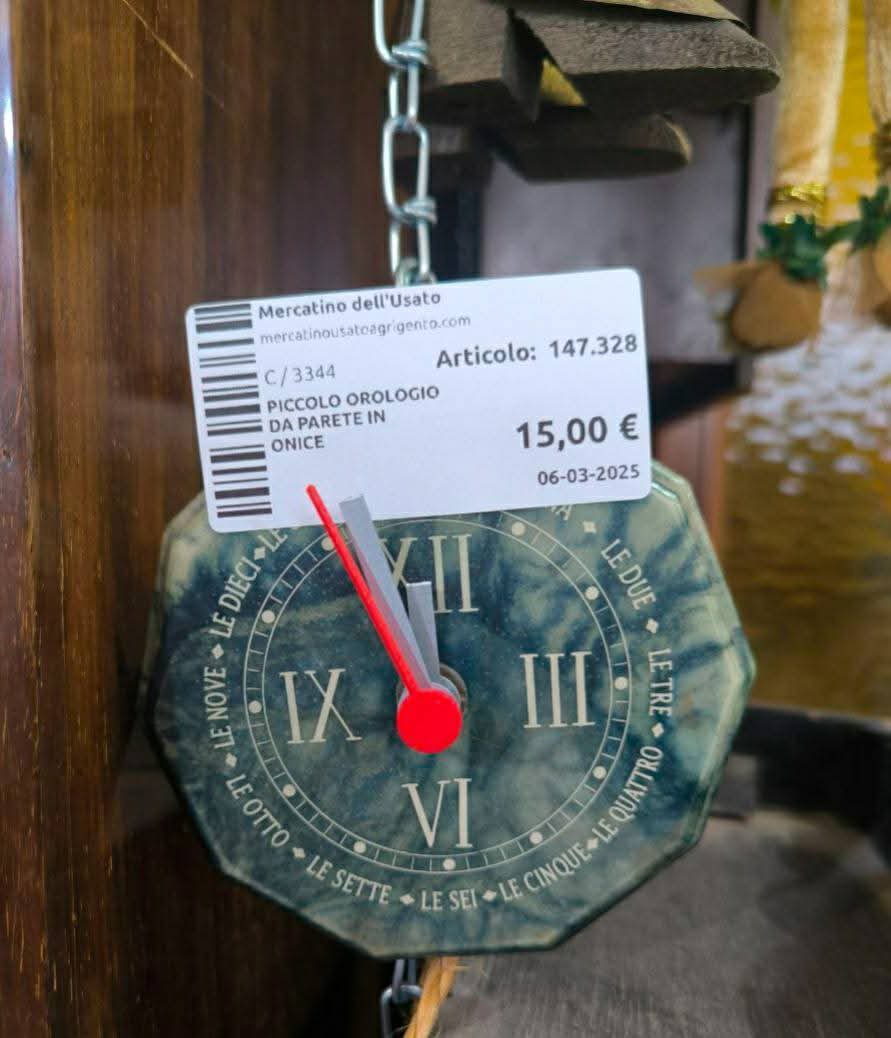 Mercatino dell'Usato
mercatinousatoagrigento.com
Articolo: 147.328
C / 3344
PICCOLO OROLOGIO
DA PARETE IN
ONICE
15,00 €
06-03-2025
XII
III
VI
IX
LE DUE
LE TRE
LE QUATTRO
LE CINQUE
LE SEI
LE SETTE
LE OTTO
LE NOVE
LE DIECI